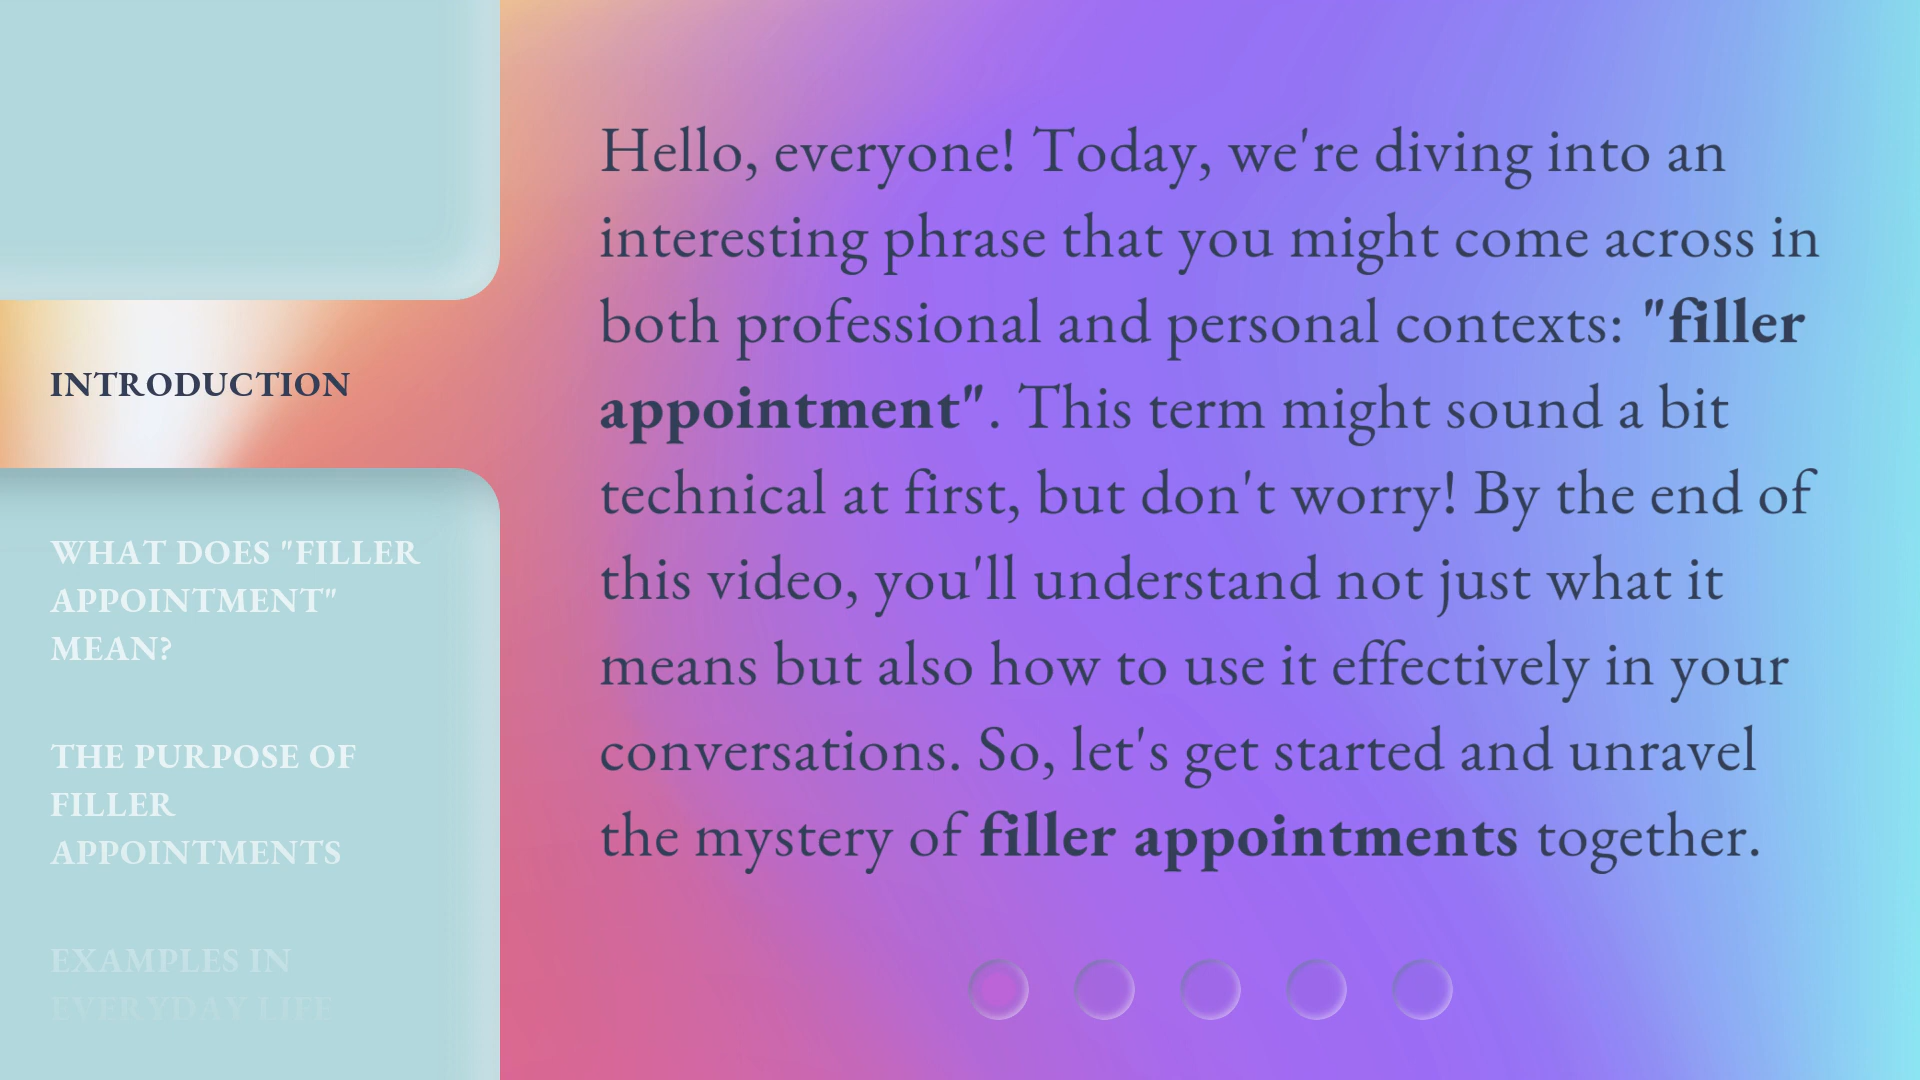 INTRODUCTION
WHAT DOES "FILLER
APPOINTMENT"
MEAN?
THE PURPOSE OF
FILLER
APPOINTMENTS
EXAMPLES IN
EVERYDAY LIFE
Hello, everyone! Today, we're diving into an
interesting phrase that you might come across in
both professional and personal contexts: "filler
appointment". This term might sound a bit
technical at first, but don't worry! By the end of
this video, you'll understand not just what it
means but also how to use it effectively in your
conversations. So, let's get started and unravel
the mystery of filler appointments together.